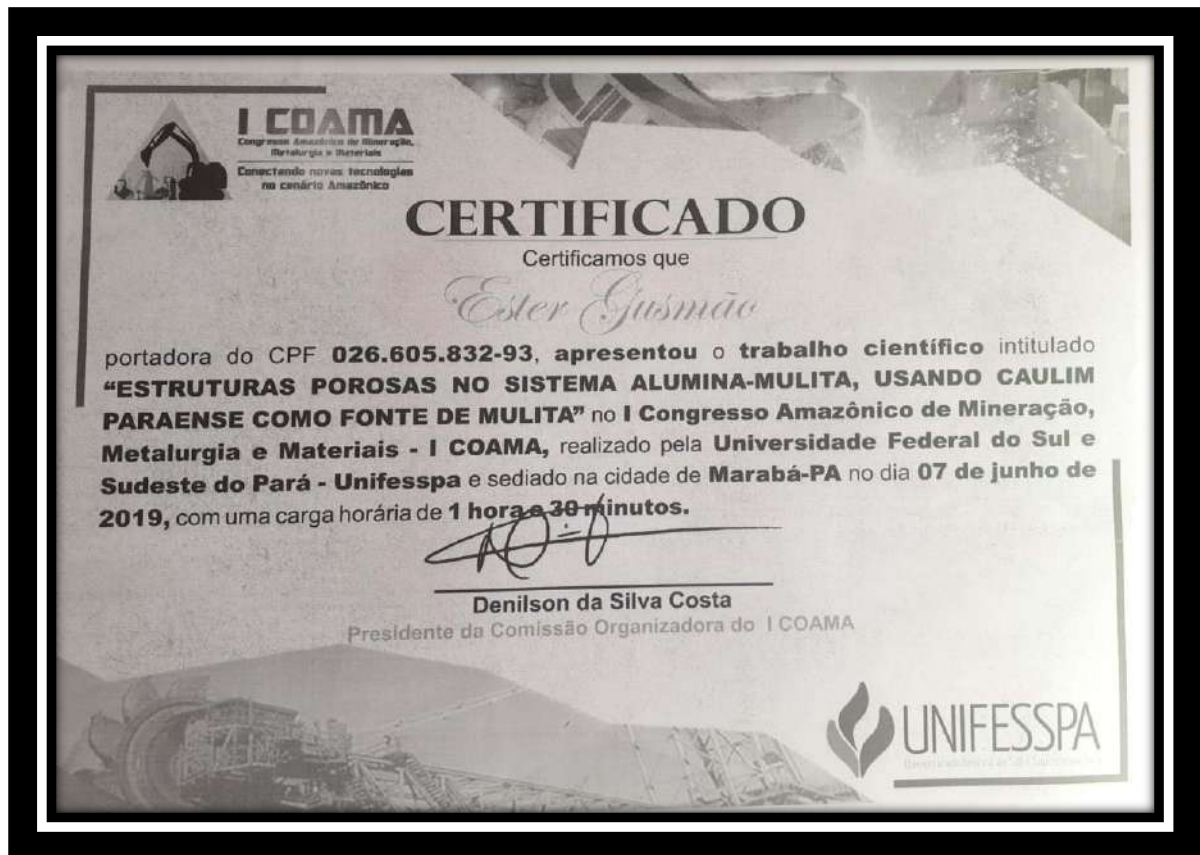 I COAMA
Congresso Amazônico de Mineração,
Metalurgia e Materiais
Conectando novas tecnologias
no cenário Amazônico
CERTIFICADO
Certificamos que
Ester Gusmão
portadora do CPF 026.605.832-93, apresentou o trabalho científico intitulado
“ESTRUTURAS POROSAS NO SISTEMA ALUMINA-MULITA, USANDO CAULIM
PARAENSE COMO FONTE DE MULITA” no I Congresso Amazônico de Mineração,
Metalurgia e Materiais - I COAMA, realizado pela Universidade Federal do Sul e
Sudeste do Pará - Unifesspa e sediado na cidade de Marabá-PA no dia 07 de junho de
2019, com uma carga horária de 1 hora e 30 minutos.
Denilson da Silva Costa
Presidente da Comissão Organizadora do I COAMA
UNIFESSPA